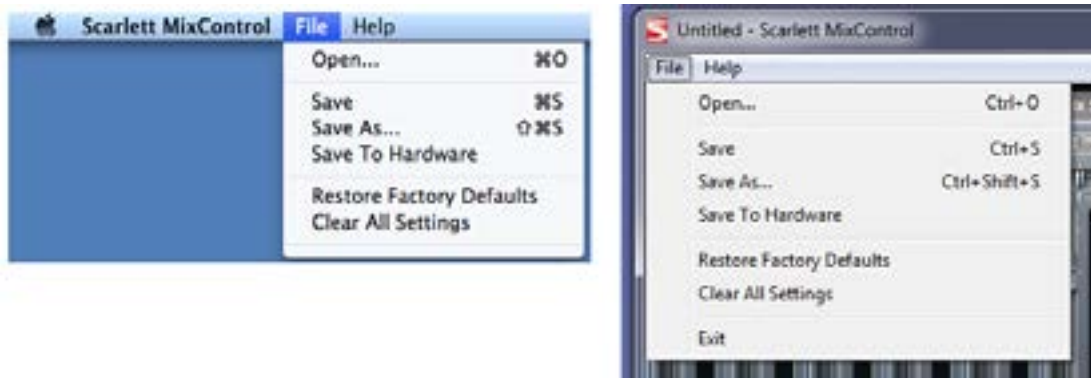 Scarlett MixControl File Help
Open... ⌘O
Save ⌘S
Save As... ⇧⌘S
Save To Hardware
Restore Factory Defaults
Clear All Settings
Untitled - Scarlett MixControl
File Help
Open... Ctrl+O
Save Ctrl+S
Save As... Ctrl+Shift+S
Save To Hardware
Restore Factory Defaults
Clear All Settings
Exit